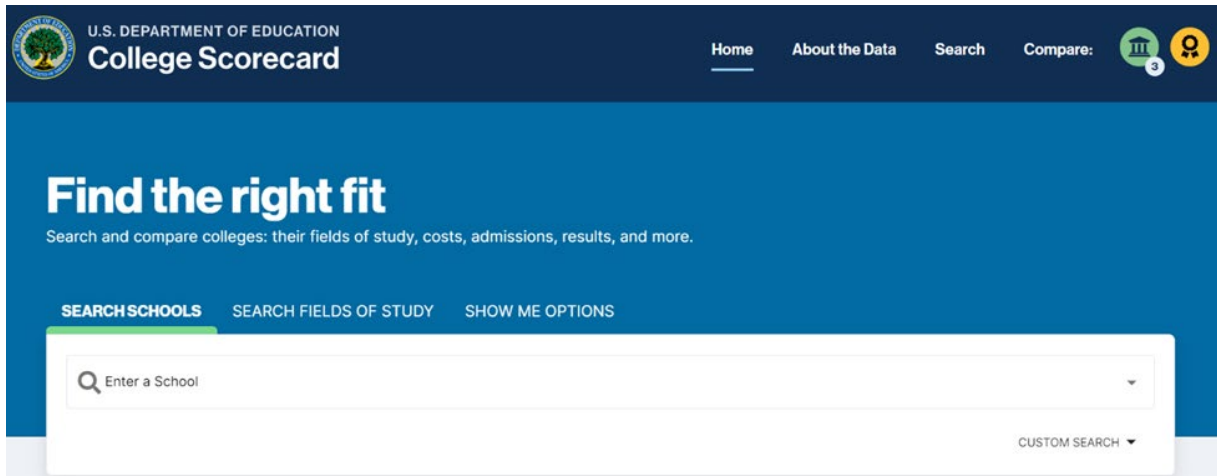 U.S. DEPARTMENT OF EDUCATION
College Scorecard
Home About the Data Search Compare: 3
Find the right fit
Search and compare colleges: their fields of study, costs, admissions, results, and more.
SEARCH SCHOOLS SEARCH FIELDS OF STUDY SHOW ME OPTIONS
Enter a School
CUSTOM SEARCH